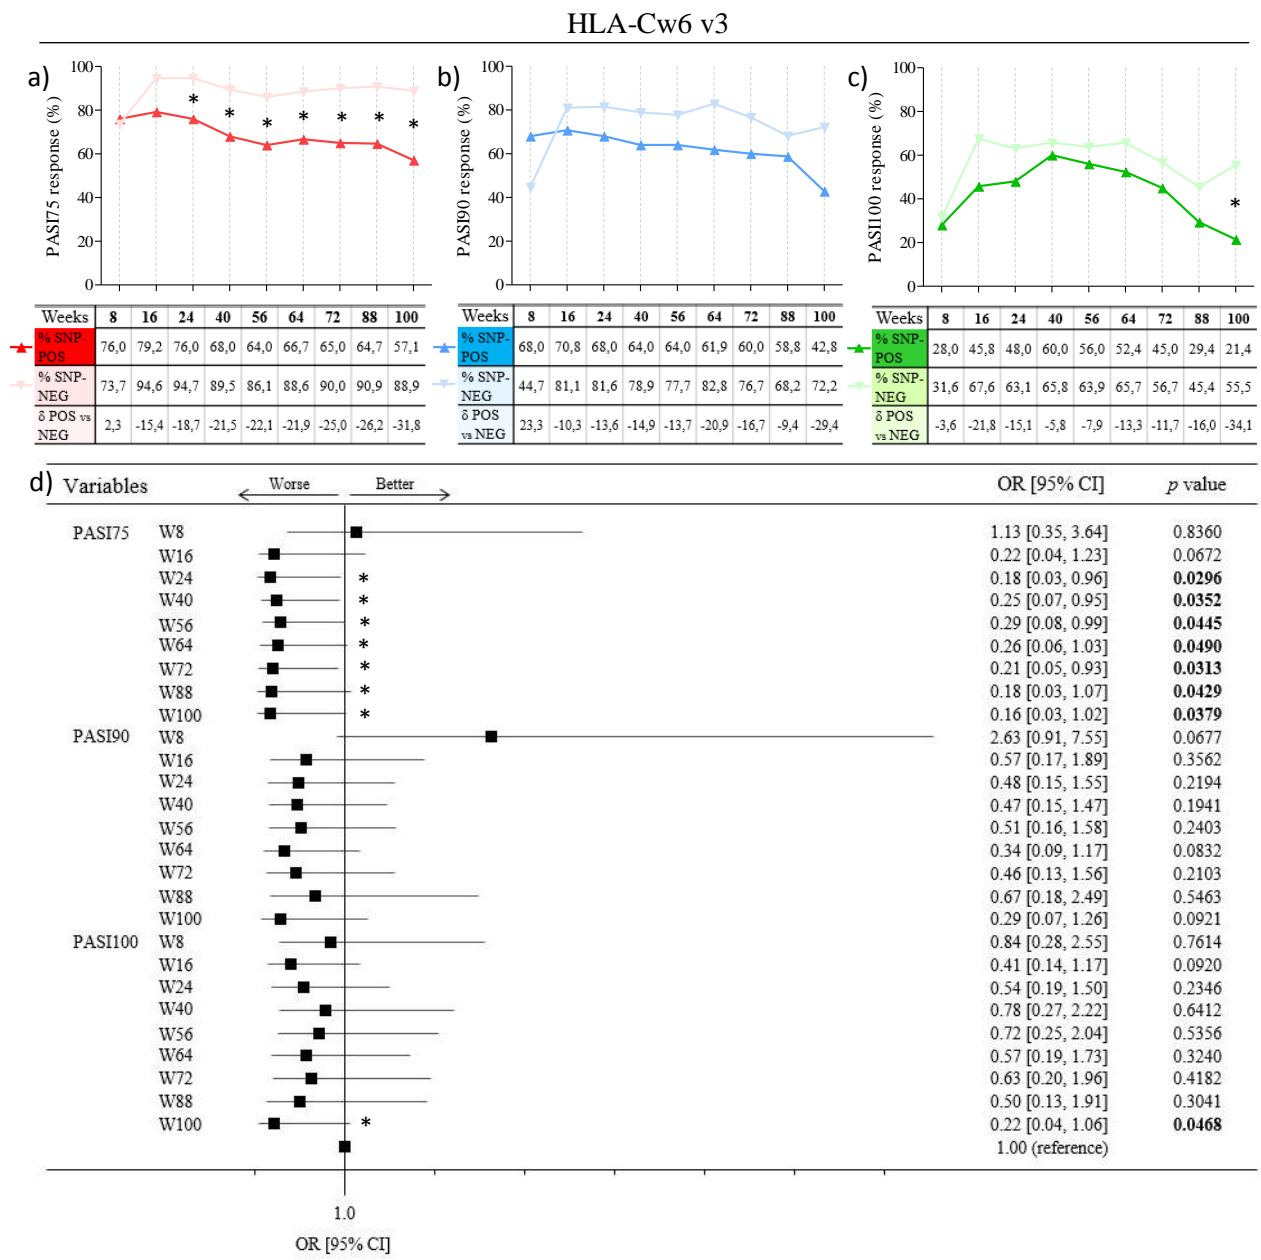 HLA-Cw6 v3
a)
PASI75 response (%)
100
80
60
40
20
0
* * * * * * *
Weeks 8 16 24 40 56 64 72 88 100
% SNP-POS 76,0 79,2 76,0 68,0 64,0 66,7 65,0 64,7 57,1
% SNP-NEG 73,7 94,6 94,7 89,5 86,1 88,6 90,0 90,9 88,9
δ POS vs NEG 2,3 -15,4 -18,7 -21,5 -22,1 -21,9 -25,0 -26,2 -31,8
b)
PASI90 response (%)
100
80
60
40
20
0
Weeks 8 16 24 40 56 64 72 88 100
% SNP-POS 68,0 70,8 68,0 64,0 64,0 61,9 60,0 58,8 42,8
% SNP-NEG 44,7 81,1 81,6 78,9 77,7 82,8 76,7 68,2 72,2
δ POS vs NEG 23,3 -10,3 -13,6 -14,9 -13,7 -20,9 -16,7 -9,4 -29,4
c)
PASI100 response (%)
100
80
60
40
20
0
*
Weeks 8 16 24 40 56 64 72 88 100
% SNP-POS 28,0 45,8 48,0 60,0 56,0 52,4 45,0 29,4 21,4
% SNP-NEG 31,6 67,6 63,1 65,8 63,9 65,7 56,7 45,4 55,5
δ POS vs NEG -3,6 -21,8 -15,1 -5,8 -7,9 -13,3 -11,7 -16,0 -34,1
d) Variables Worse Better OR [95% CI] p value
PASI75 W8 1.13 [0.35, 3.64] 0.8360
W16 0.22 [0.04, 1.23] 0.0672
W24 * 0.18 [0.03, 0.96] 0.0296
W40 * 0.25 [0.07, 0.95] 0.0352
W56 * 0.29 [0.08, 0.99] 0.0445
W64 * 0.26 [0.06, 1.03] 0.0490
W72 * 0.21 [0.05, 0.93] 0.0313
W88 * 0.18 [0.03, 1.07] 0.0429
W100 * 0.16 [0.03, 1.02] 0.0379
PASI90 W8 2.63 [0.91, 7.55] 0.0677
W16 0.57 [0.17, 1.89] 0.3562
W24 0.48 [0.15, 1.55] 0.2194
W40 0.47 [0.15, 1.47] 0.1941
W56 0.51 [0.16, 1.58] 0.2403
W64 0.34 [0.09, 1.17] 0.0832
W72 0.46 [0.13, 1.56] 0.2103
W88 0.67 [0.18, 2.49] 0.5463
W100 0.29 [0.07, 1.26] 0.0921
PASI100 W8 0.84 [0.28, 2.55] 0.7614
W16 0.41 [0.14, 1.17] 0.0920
W24 0.54 [0.19, 1.50] 0.2346
W40 0.78 [0.27, 2.22] 0.6412
W56 0.72 [0.25, 2.04] 0.5356
W64 0.57 [0.19, 1.73] 0.3240
W72 0.63 [0.20, 1.96] 0.4182
W88 0.50 [0.13, 1.91] 0.3041
W100 * 0.22 [0.04, 1.06] 0.0468
1.00 (reference)
1.0
OR [95% CI]